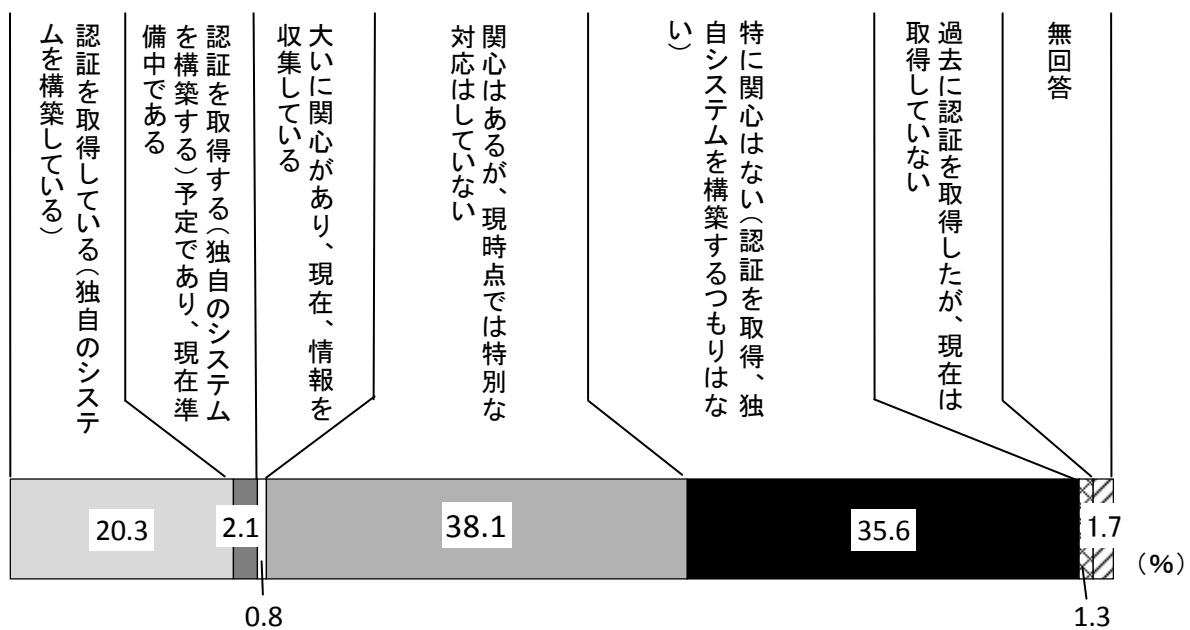 認証を取得している（独自のシステ
ムを構築している）
認証を取得する（独自のシステム
を構築する）予定であり、現在準
備中である
大いに関心があり、現在、情報を
収集している
関心はあるが、現時点では特別な
対応はしていない
特に関心はない（認証を取得、独
自システムを構築するつもりはな
い）
過去に認証を取得したが、現在は
取得していない
無回答
20.3
2.1
38.1
35.6
1.7
（％）
0.8
1.3